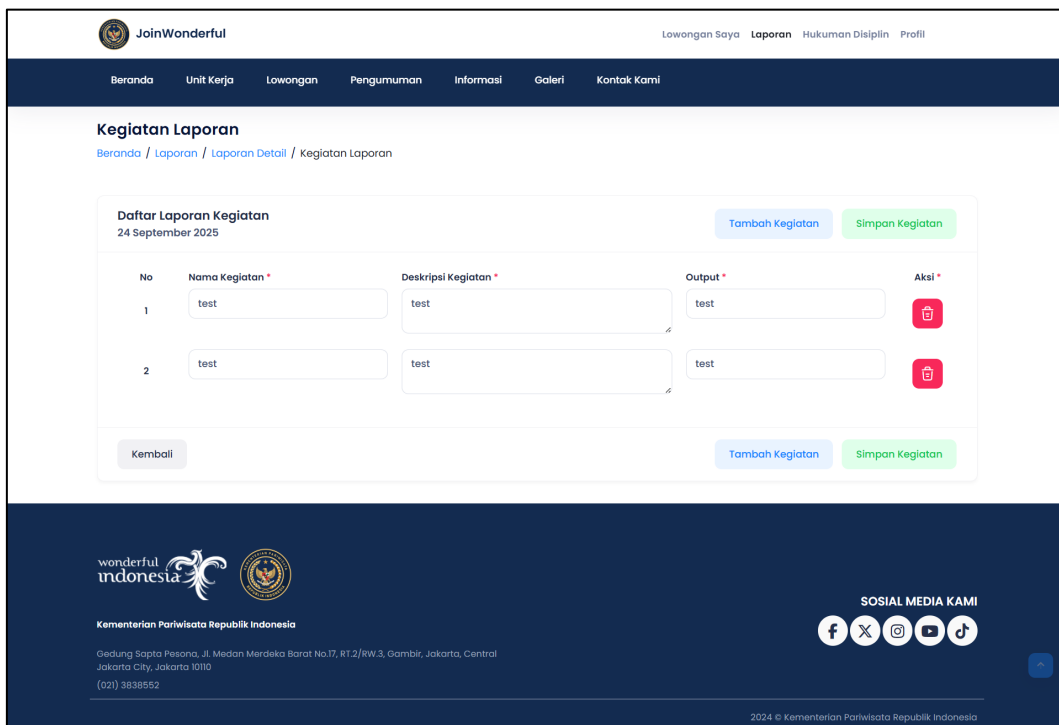 JoinWonderful
Lowongan Saya Laporan Hukuman Disiplin Profil
Beranda Unit Kerja Lowongan Pengumuman Informasi Galeri Kontak Kami
Kegiatan Laporan
Beranda / Laporan / Laporan Detail / Kegiatan Laporan
Daftar Laporan Kegiatan
24 September 2025
Tambah Kegiatan Simpan Kegiatan
No Nama Kegiatan * Deskripsi Kegiatan * Output * Aksi *
1 test test test
2 test test test
Kembali Tambah Kegiatan Simpan Kegiatan
wonderful
indonesia
SOSIAL MEDIA KAMI
Kementerian Pariwisata Republik Indonesia
Gedung Sapta Pesona, Jl. Medan Merdeka Barat No.17, RT.2/RW.3, Gambir, Jakarta, Central
Jakarta City, Jakarta 10110
(021) 3838552
2024 © Kementerian Pariwisata Republik Indonesia